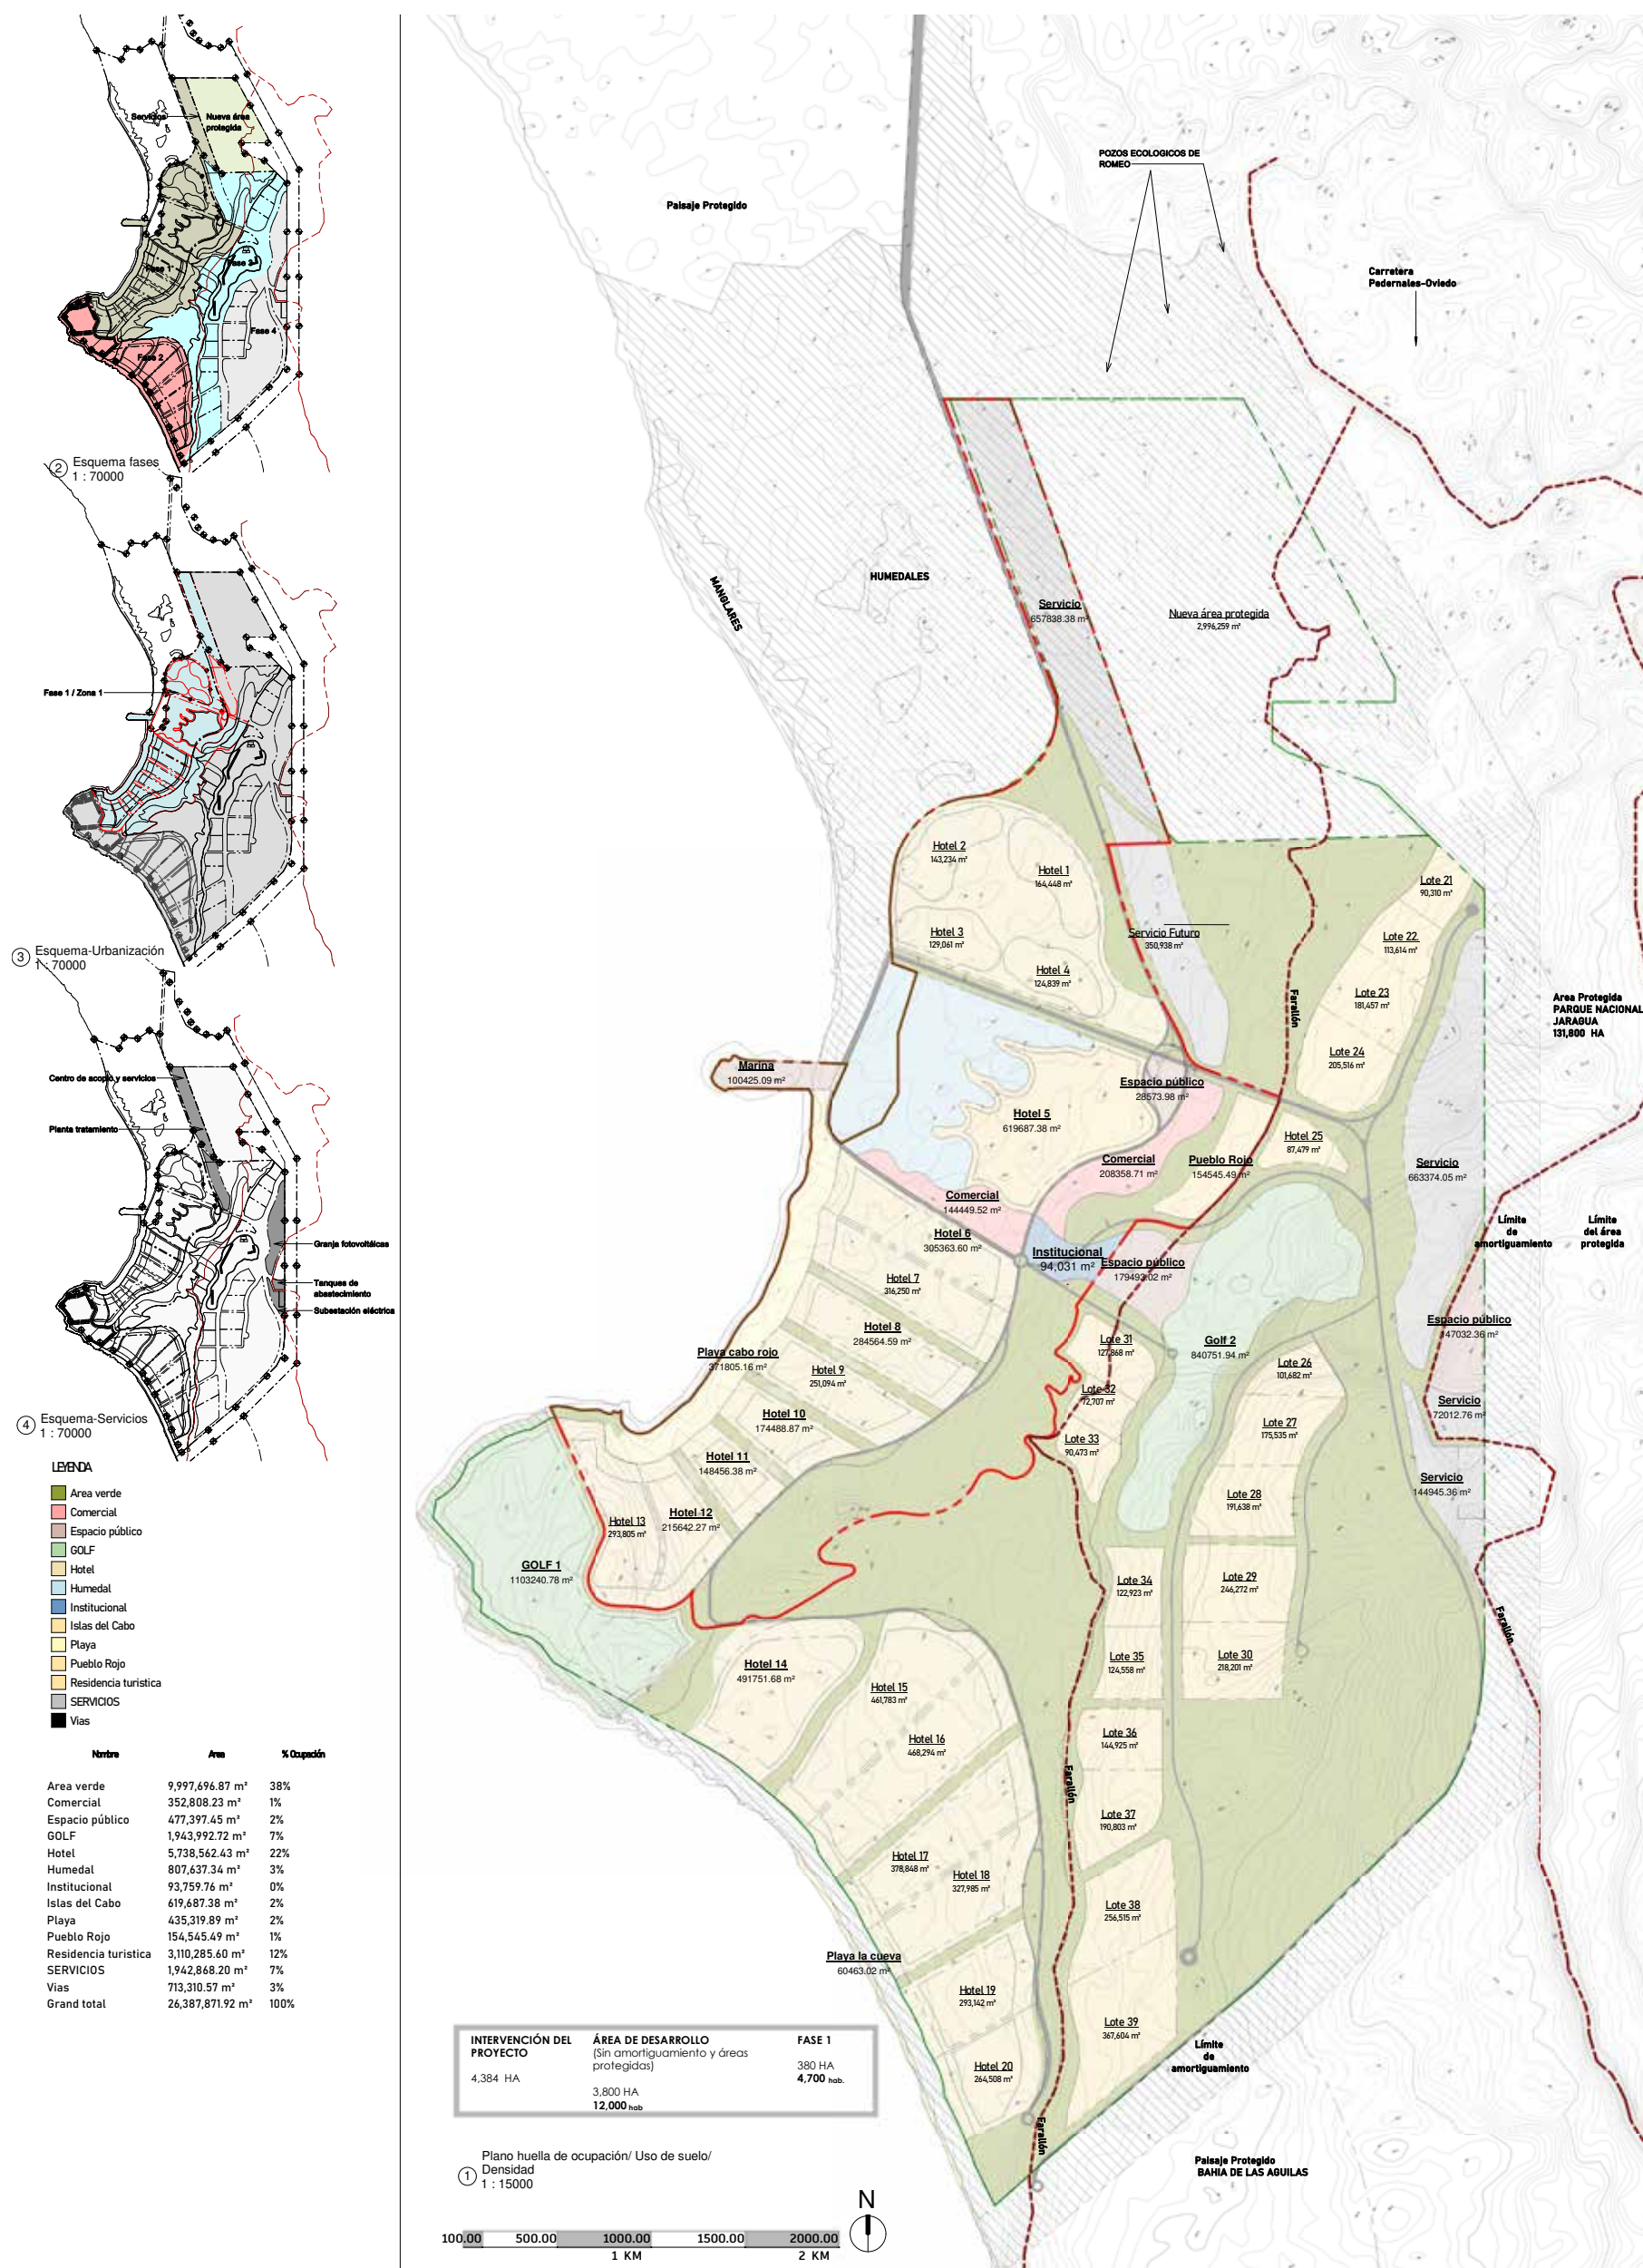 Servicios
Nueva área
protegida
Fase 1
Fase 3
Fase 4
Fase 2
2 Esquema fases
1 : 70000
Fase 1 / Zona 1
3 Esquema-Urbanización
1 : 70000
Centro de acopio y servicios
Planta tratamiento
Granja fotovoltéicas
Tanques de
abastecimiento
Subestación eléctrica
4 Esquema-Servicios
1 : 70000
LEYENDA
Area verde
Comercial
Espacio público
GOLF
Hotel
Humedal
Institucional
Islas del Cabo
Playa
Pueblo Rojo
Residencia turistica
SERVICIOS
Vias
Nombre Area % Ocupación
Area verde 9,997,696.87 m² 38%
Comercial 352,808.23 m² 1%
Espacio público 477,397.45 m² 2%
GOLF 1,943,992.72 m² 7%
Hotel 5,738,562.43 m² 22%
Humedal 807,637.34 m² 3%
Institucional 93,759.76 m² 0%
Islas del Cabo 619,687.38 m² 2%
Playa 435,319.89 m² 2%
Pueblo Rojo 154,545.49 m² 1%
Residencia turistica 3,110,285.60 m² 12%
SERVICIOS 1,942,868.20 m² 7%
Vias 713,310.57 m² 3%
Grand total 26,387,871.92 m² 100%
POZOS ECOLOGICOS DE
ROMEO
Paisaje Protegido
Carretera
Pedernales-Oviedo
HUMEDALES
MANGLARES
Servicio
657838.38 m²
Nueva área protegida
2,996,259 m²
Hotel 2
143,234 m²
Hotel 1
164,448 m²
Lote 21
90,310 m²
Hotel 3
129,061 m²
Servicio Futuro
350,938 m²
Lote 22
113,614 m²
Hotel 4
124,839 m²
Lote 23
181,457 m²
Farallón
Area Protegida
PARQUE NACIONAL
JARAGUA
131,800 HA
Lote 24
205,516 m²
Marina
100425.09 m²
Espacio público
28573.98 m²
Hotel 5
619687.38 m²
Hotel 25
87,479 m²
Comercial
208358.71 m²
Pueblo Rojo
154545.49 m²
Servicio
663374.05 m²
Comercial
144449.52 m²
Límite
de
amortiguamiento
Límite
del área
protegida
Hotel 6
305363.60 m²
Institucional
94,031 m²
Espacio público
179493.02 m²
Hotel 7
316,250 m²
Hotel 8
284564.59 m²
Lote 31
127,868 m²
Golf 2
840751.94 m²
Espacio público
147032.36 m²
Playa cabo rojo
371805.16 m²
Hotel 9
251,094 m²
Lote 26
101,682 m²
Lote 32
72,707 m²
Servicio
72012.76 m²
Hotel 10
174488.87 m²
Lote 27
175,535 m²
Lote 33
90,473 m²
Hotel 11
148456.38 m²
Servicio
144945.36 m²
Lote 28
191,638 m²
Hotel 12
215642.27 m²
Hotel 13
293,805 m²
GOLF 1
1103240.78 m²
Lote 34
122,923 m²
Lote 29
246,272 m²
Farallón
Lote 35
124,558 m²
Lote 30
218,201 m²
Hotel 14
491751.68 m²
Hotel 15
461,783 m²
Hotel 16
468,294 m²
Lote 36
144,925 m²
Farallón
Lote 37
190,803 m²
Hotel 17
378,848 m²
Hotel 18
327,985 m²
Lote 38
256,515 m²
Playa la cueva
60463.02 m²
Hotel 19
293,142 m²
Lote 39
367,604 m²
Hotel 20
264,508 m²
Límite
de
amortiguamiento
Farallón
Paisaje Protegido
BAHIA DE LAS AGUILAS
INTERVENCIÓN DEL
PROYECTO
4,384 HA
ÁREA DE DESARROLLO
(Sin amortiguamiento y áreas
protegidas)
3,800 HA
12,000 hab
FASE 1
380 HA
4,700 hab.
Plano huella de ocupación/ Uso de suelo/
Densidad
1 1 : 15000
N
100.00 500.00 1000.00 1500.00 2000.00
1 KM 2 KM